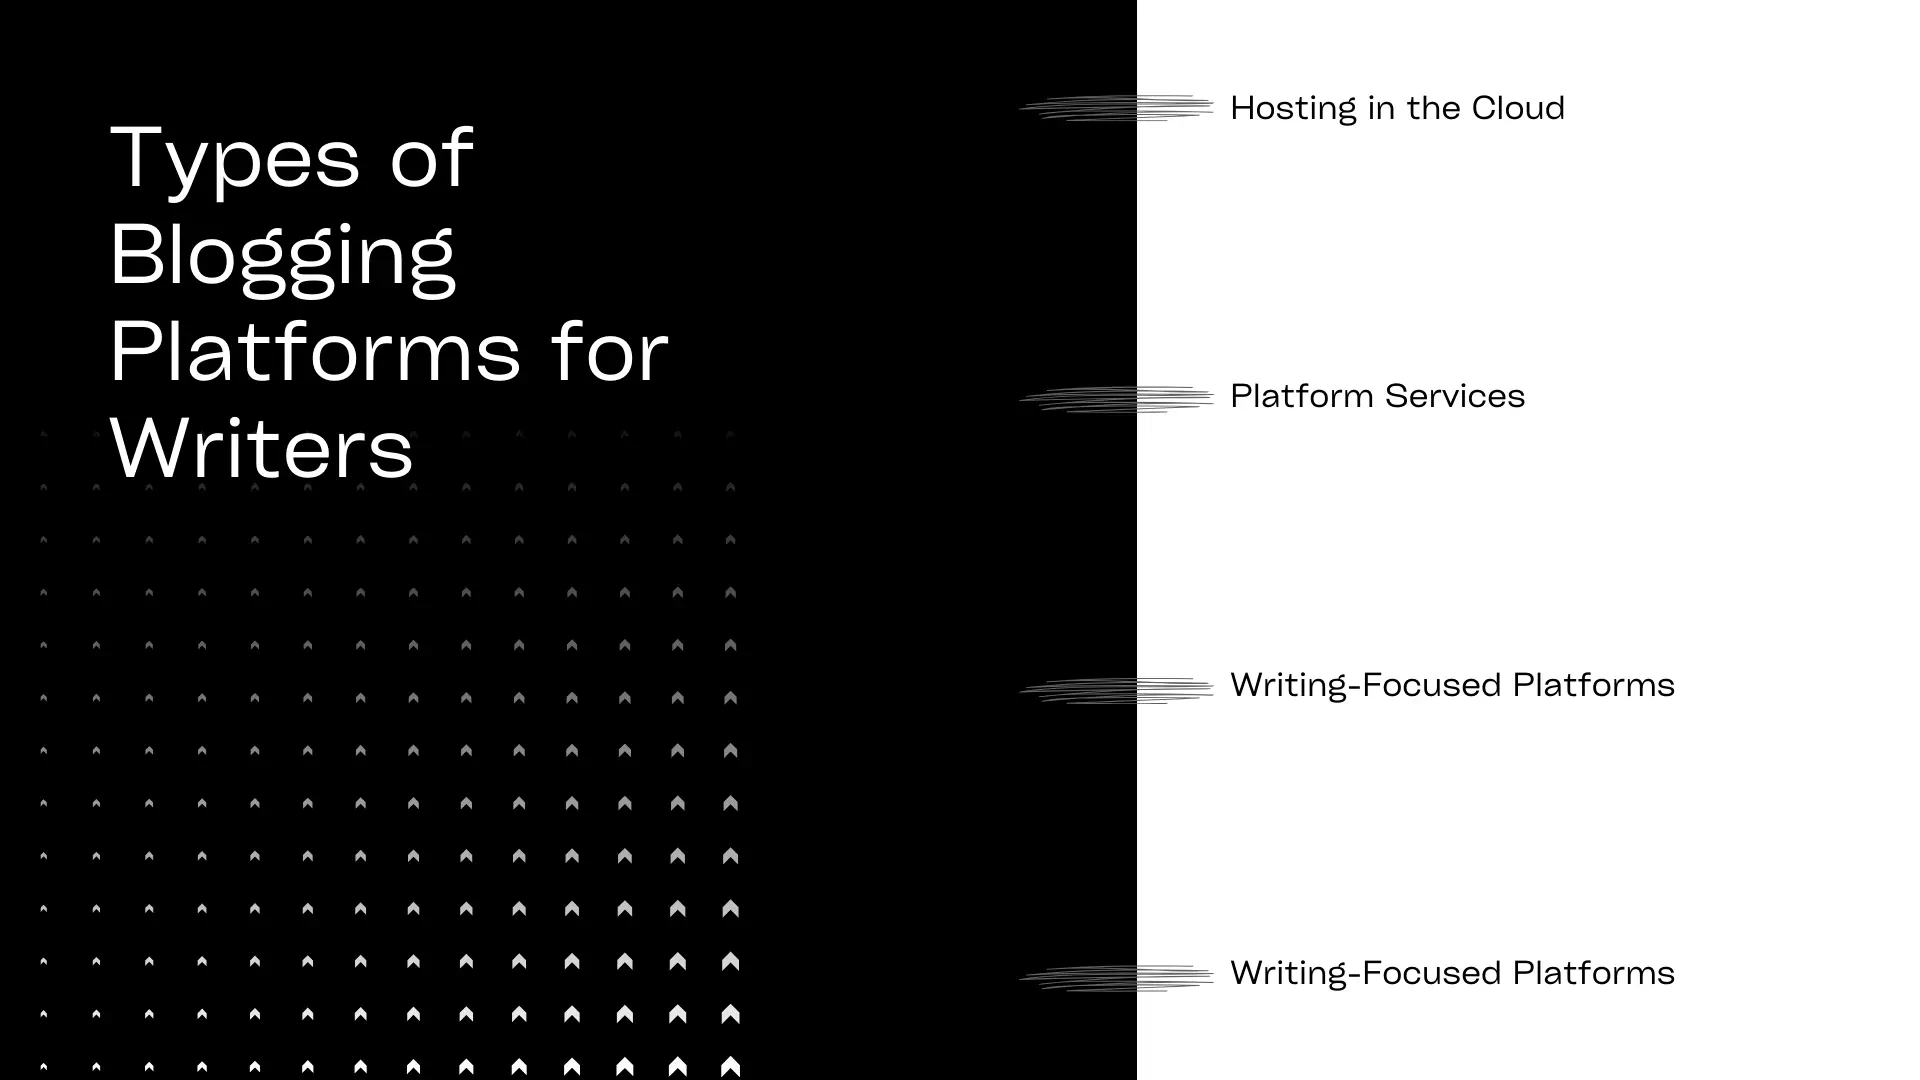 Types of
Blogging
Platforms for
Writers
Hosting in the Cloud
Platform Services
Writing-Focused Platforms
Writing-Focused Platforms